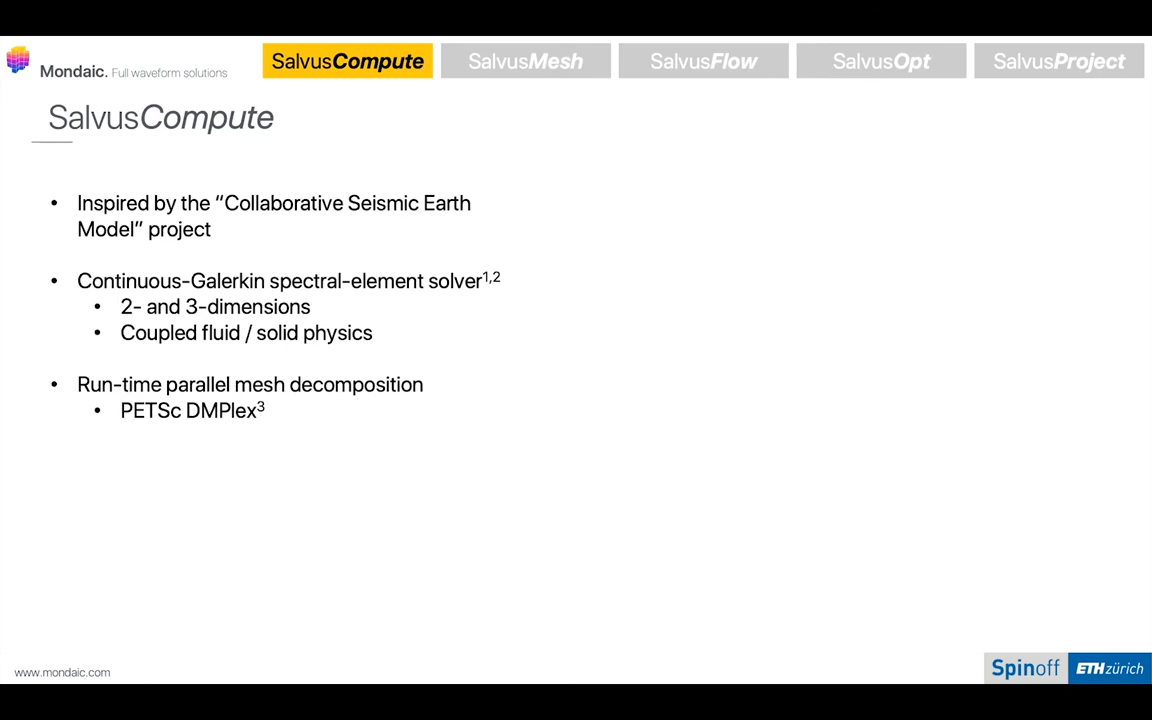 Mondaic. Full waveform solutions
SalvusCompute
SalvusMesh
SalvusFlow
SalvusOpt
SalvusProject
SalvusCompute
• Inspired by the “Collaborative Seismic Earth
Model” project
• Continuous-Galerkin spectral-element solver1,2
• 2- and 3-dimensions
• Coupled fluid / solid physics
• Run-time parallel mesh decomposition
• PETSc DMPlex3
www.mondaic.com
Spinoff
ETH zürich